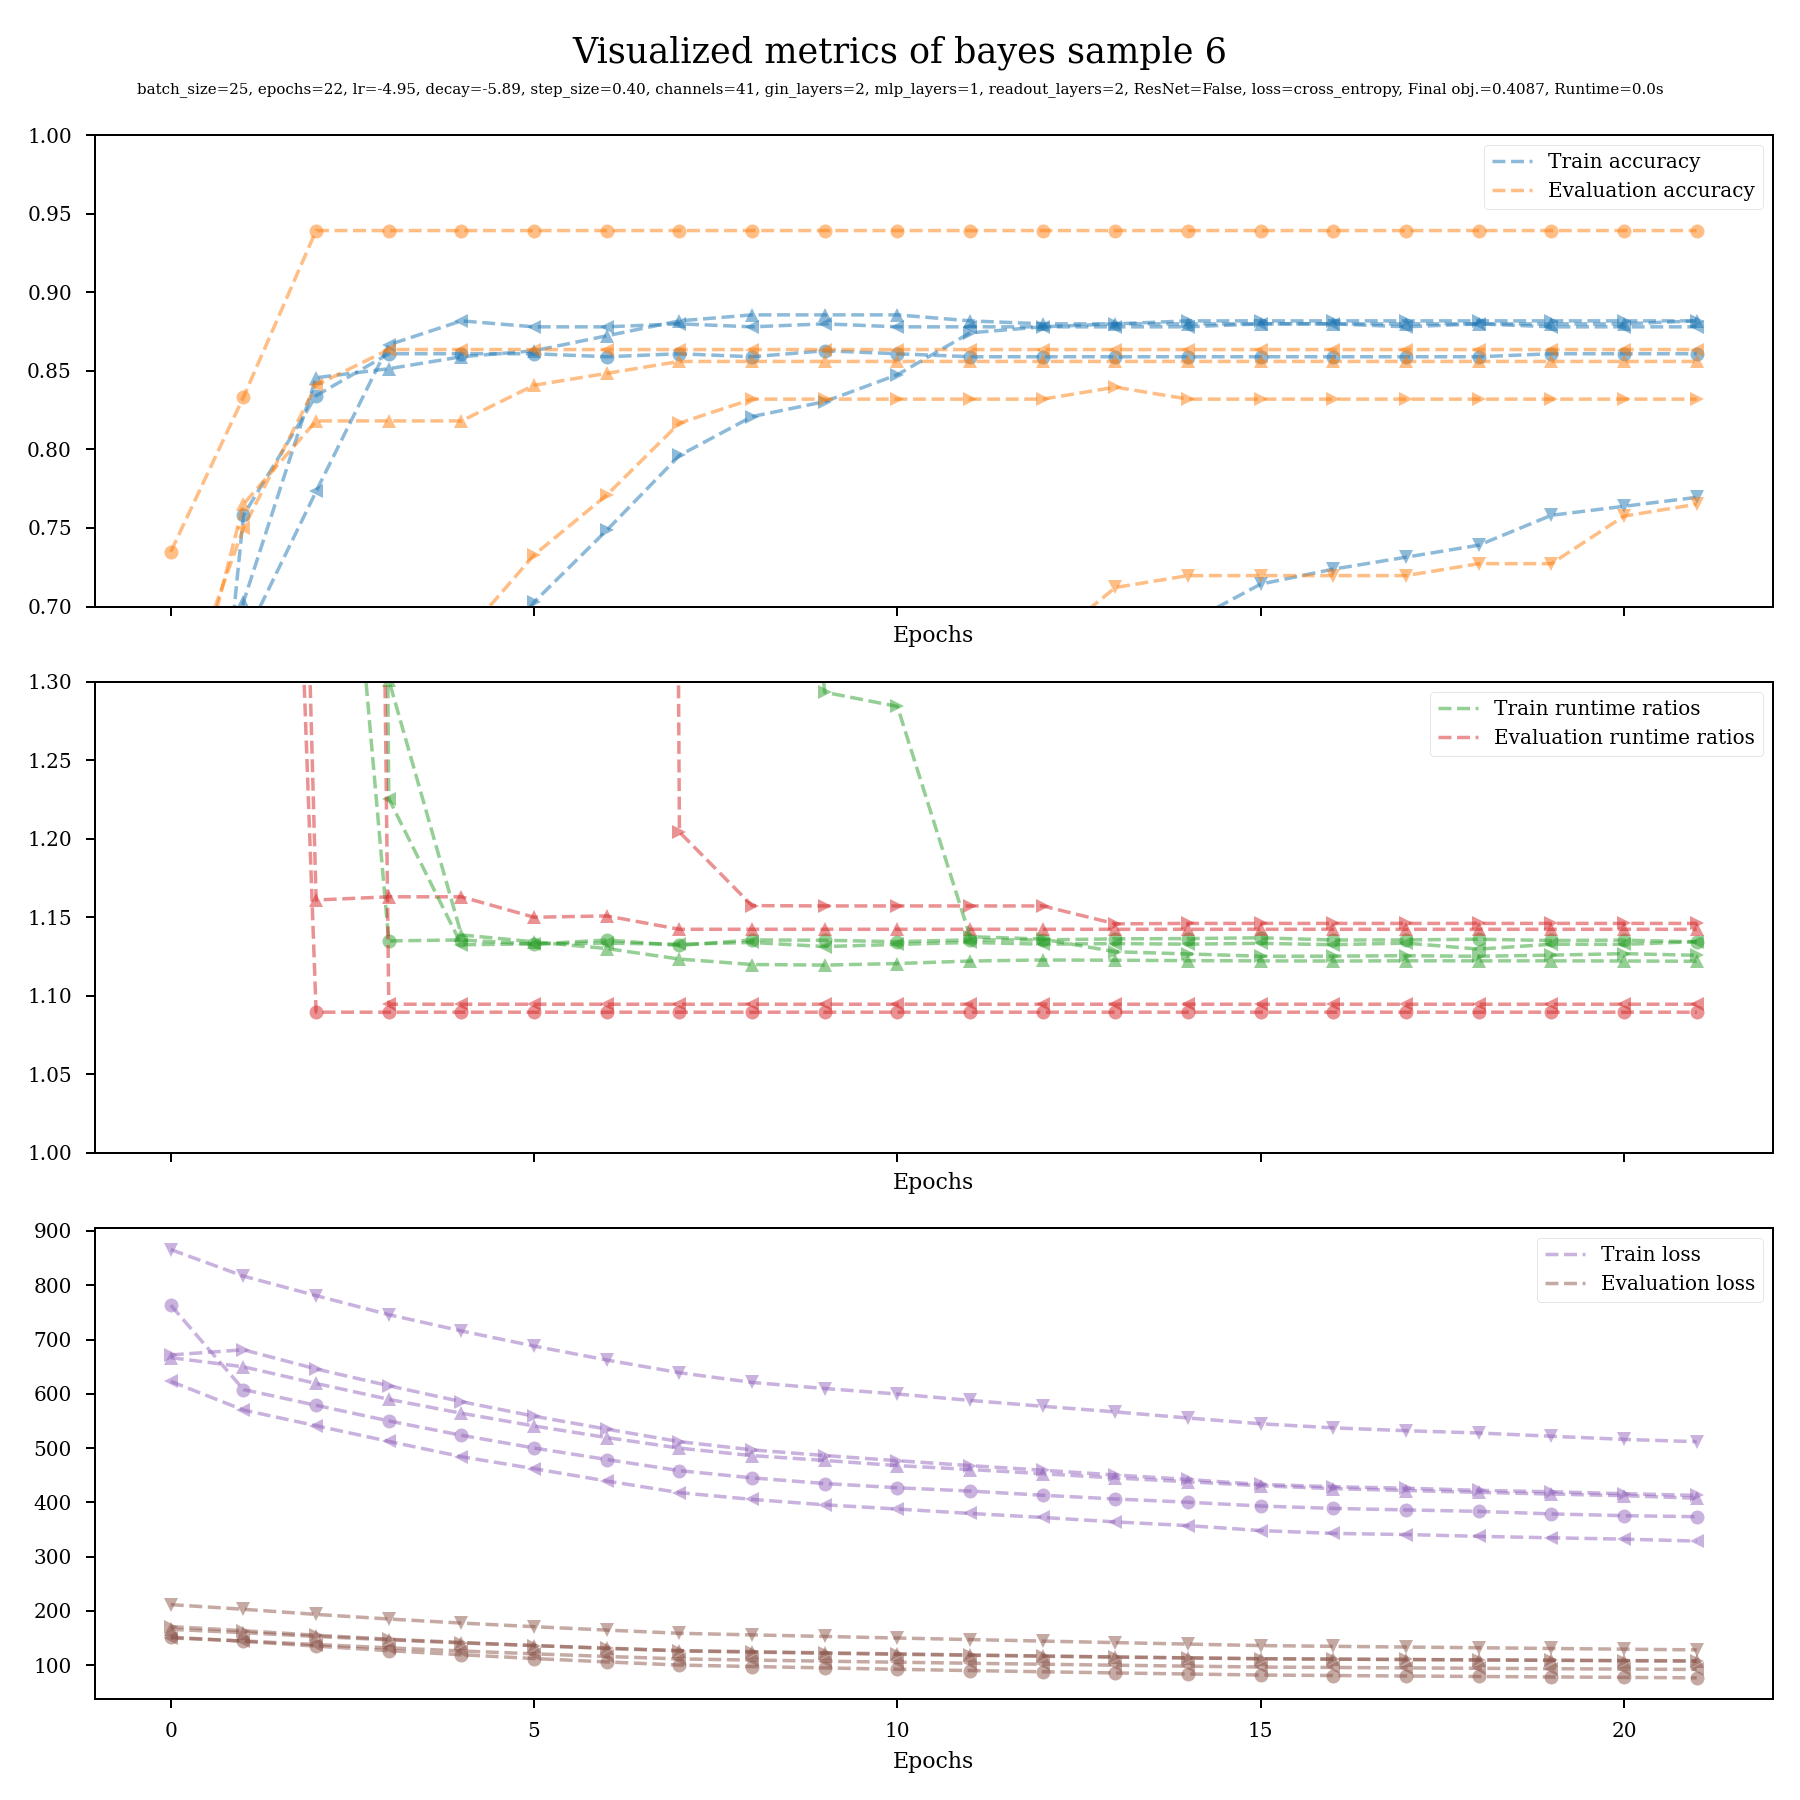 Visualized metrics of bayes sample 6
batch_size=25, epochs=22, lr=-4.95, decay=-5.89, step_size=0.40, channels=41, gin_layers=2, mlp_layers=1, readout_layers=2, ResNet=False, loss=cross_entropy, Final obj.=0.4087, Runtime=0.0s
1.00
0.95
0.90
0.85
0.80
0.75
0.70
Train accuracy
Evaluation accuracy
Epochs
1.30
1.25
1.20
1.15
1.10
1.05
1.00
Train runtime ratios
Evaluation runtime ratios
Epochs
900
800
700
600
500
400
300
200
100
Train loss
Evaluation loss
0 5 10 15 20
Epochs